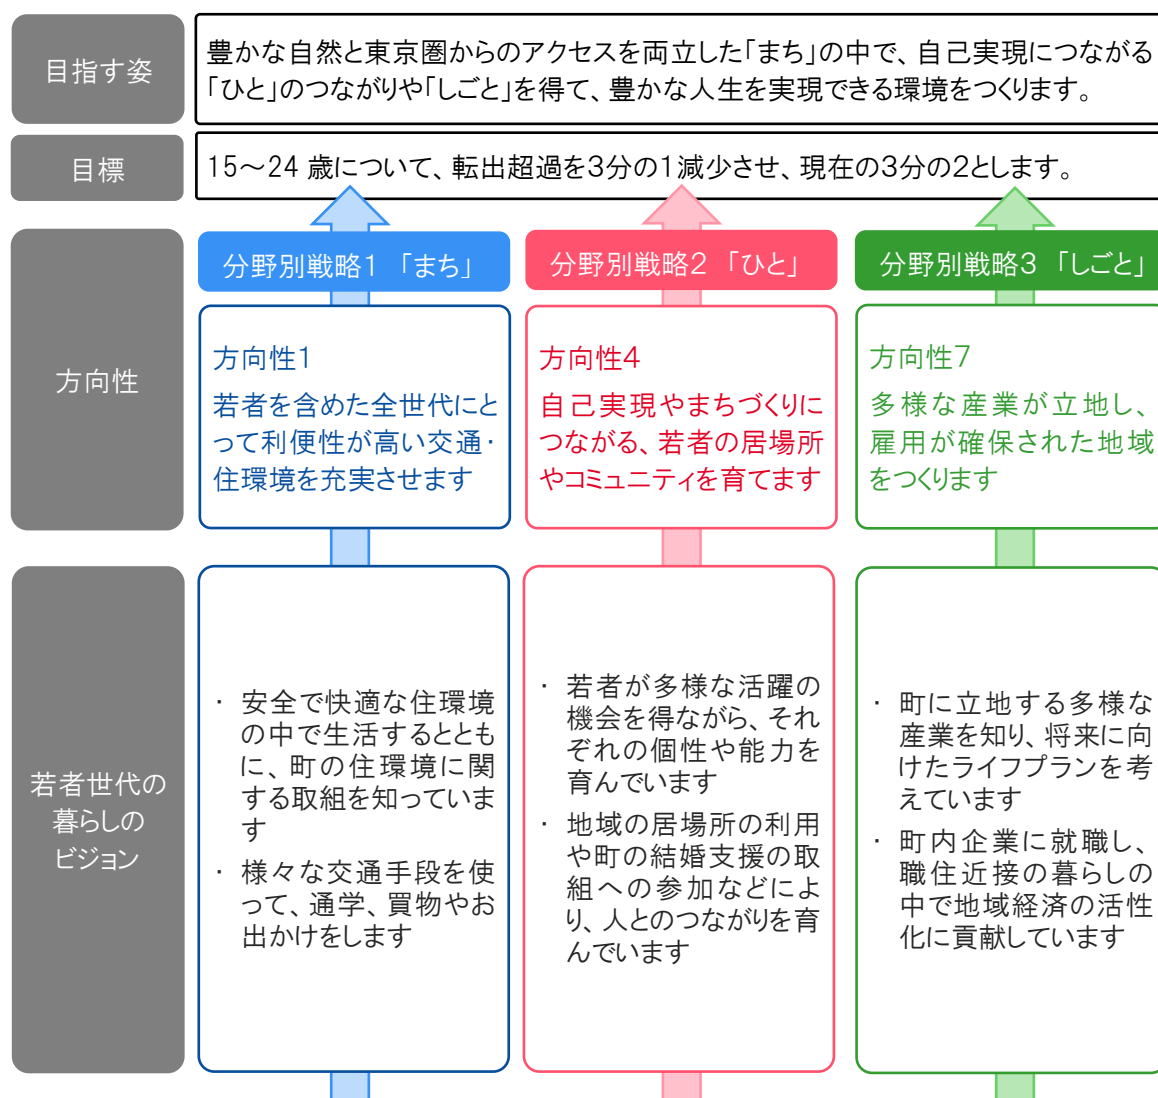 目指す姿
豊かな自然と東京圏からのアクセスを両立した「まち」の中で、自己実現につながる
「ひと」のつながりや「しごと」を得て、豊かな人生を実現できる環境をつくります。
目標
15～24 歳について、転出超過を3分の1減少させ、現在の3分の2とします。
方向性
分野別戦略1 「まち」
方向性1
若者を含めた全世代にと
って利便性が高い交通・
住環境を充実させます
分野別戦略2 「ひと」
方向性4
自己実現やまちづくりに
つながる、若者の居場所
やコミュニティを育てます
分野別戦略3 「しごと」
方向性7
多様な産業が立地し、
雇用が確保された地域
をつくります
若者世代の
暮らしの
ビジョン
・ 安全で快適な住環境
の中で生活するととも
に、町の住環境に関
する取組を知っていま
す
・ 様々な交通手段を使
って、通学、買物やお
出かけをします
・ 若者が多様な活躍の
機会を得ながら、それ
ぞれの個性や能力を
育んでいます
・ 地域の居場所の利用
や町の結婚支援の取
組への参加などによ
り、人とのつながりを育
んでいます
・ 町に立地する多様な
産業を知り、将来に向
けたライフプランを考
えています
・ 町内企業に就職し、
職住近接の暮らしの
中で地域経済の活性
化に貢献しています